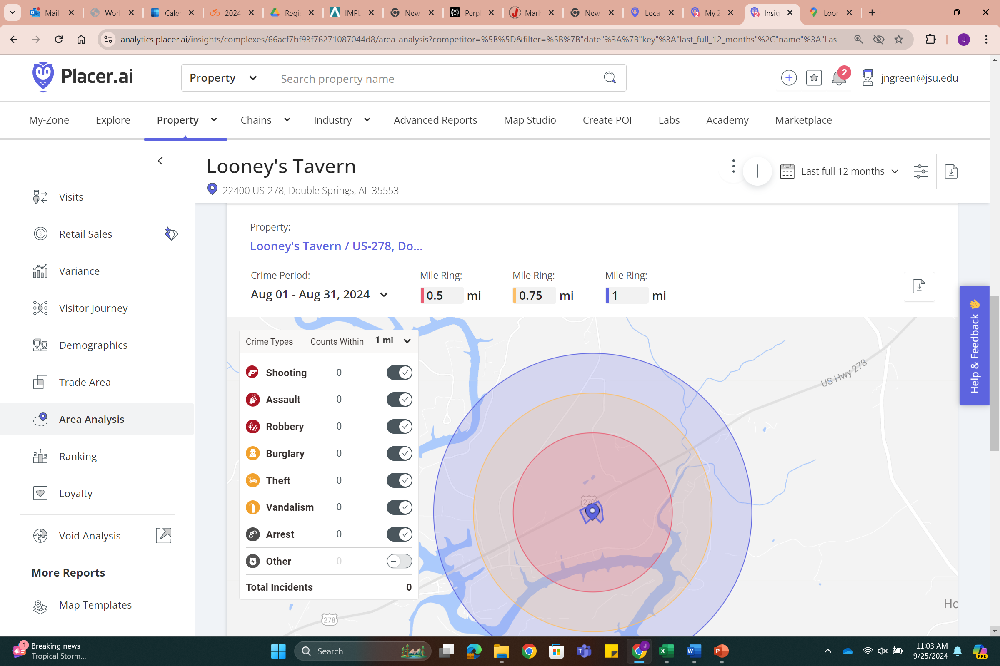 Mail
Worl
Caler
2024
Regis
IMPL
New
Perp
Mark
New
Loca
My Z
Insig
Loor
analytics.placer.ai/insights/complexes/66acf7bf93f76271087044d8/area-analysis?competitor=%5B%5D&filter=%5B%7B"date"%3A%7B"key"%3A"last_full_12_months"%2C"name"%3A"Las...
J
Placer.ai
Property
Search property name
2
jngreen@jsu.edu
My-Zone
Explore
Property
Chains
Industry
Advanced Reports
Map Studio
Create POI
Labs
Academy
Marketplace
Looney's Tavern
22400 US-278, Double Springs, AL 35553
Last full 12 months
Visits
Retail Sales
Variance
Visitor Journey
Demographics
Trade Area
Area Analysis
Ranking
Loyalty
Void Analysis
More Reports
Map Templates
Property:
Looney's Tavern / US-278, Do...
Crime Period:
Aug 01 - Aug 31, 2024
Mile Ring:
0.5 mi
Mile Ring:
0.75 mi
Mile Ring:
1 mi
Crime Types Counts Within 1 mi
Shooting 0
Assault 0
Robbery 0
Burglary 0
Theft 0
Vandalism 0
Arrest 0
Other 0
Total Incidents 0
US Hwy 278
278
278
Ho
Help & Feedback
1
Breaking news
Tropical Storm...
Search
11:03 AM
9/25/2024
PRE